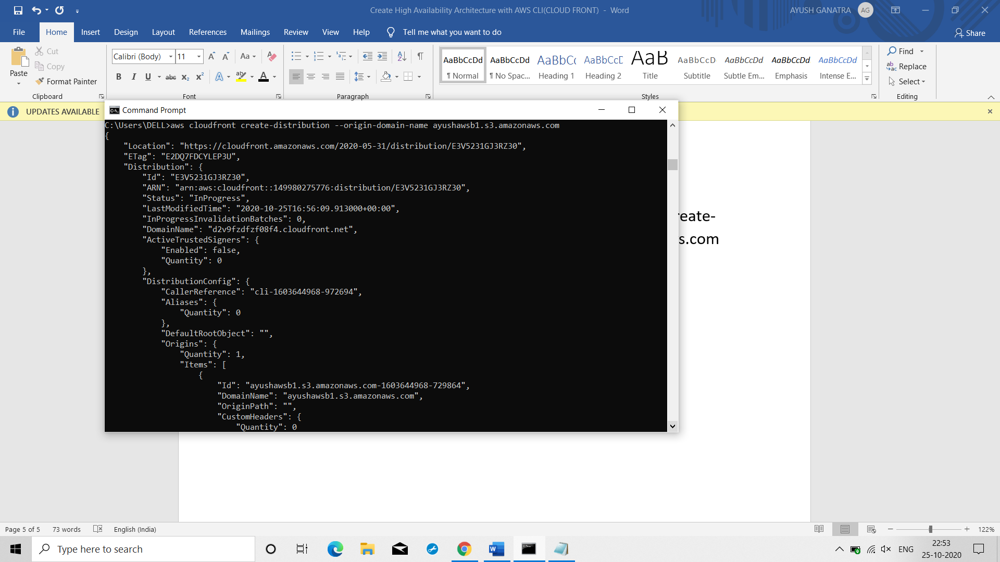 Create High Availability Architecture with AWS CLI(CLOUD FRONT) - Word
AYUSH GANATRA
AG
File Home Insert Design Layout References Mailings Review View Help Tell me what you want to do
Share
Paste
Cut
Copy
Format Painter
Clipboard
Calibri (Body) 11
Font
Paragraph
AaBbCcDd AaBbCcDd AaBbCc AaBbCcE AaB AaBbCcD AaBbCcDd AaBbCcDd AaBbCcDd
¶ Normal ¶ No Spac... Heading 1 Heading 2 Title Subtitle Subtle Em... Emphasis Intense E...
Styles
Find
Replace
Select
Editing
UPDATES AVAILABLE
Command Prompt
C:\Users\DELL>aws cloudfront create-distribution --origin-domain-name ayushawsb1.s3.amazonaws.com
{
"Location": "https://cloudfront.amazonaws.com/2020-05-31/distribution/E3V5231GJ3RZ30",
"ETag": "E2DQ7FDCYLEP3U",
"Distribution": {
"Id": "E3V5231GJ3RZ30",
"ARN": "arn:aws:cloudfront::149980275776:distribution/E3V5231GJ3RZ30",
"Status": "InProgress",
"LastModifiedTime": "2020-10-25T16:56:09.913000+00:00",
"InProgressInvalidationBatches": 0,
"DomainName": "d2v9fzdfzf08f4.cloudfront.net",
"ActiveTrustedSigners": {
"Enabled": false,
"Quantity": 0
},
"DistributionConfig": {
"CallerReference": "cli-1603644968-972694",
"Aliases": {
"Quantity": 0
},
"DefaultRootObject": "",
"Origins": {
"Quantity": 1,
"Items": [
{
"Id": "ayushawsb1.s3.amazonaws.com-1603644968-729864",
"DomainName": "ayushawsb1.s3.amazonaws.com",
"OriginPath": "",
"CustomHeaders": {
"Quantity": 0
reate-
s.com
Page 5 of 5 73 words English (India)
122%
Type here to search
ENG
22:53
25-10-2020